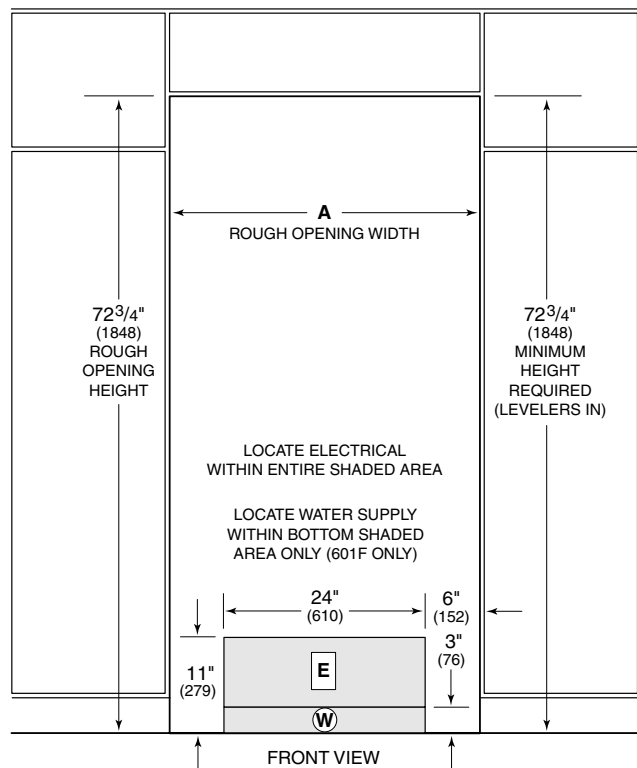 A
ROUGH OPENING WIDTH
72 3/4"
(1848)
ROUGH
OPENING
HEIGHT
72 3/4"
(1848)
MINIMUM
HEIGHT
REQUIRED
(LEVELERS IN)
LOCATE ELECTRICAL
WITHIN ENTIRE SHADED AREA
LOCATE WATER SUPPLY
WITHIN BOTTOM SHADED
AREA ONLY (601F ONLY)
24"
(610)
6"
(152)
3"
(76)
11"
(279)
E
W
FRONT VIEW